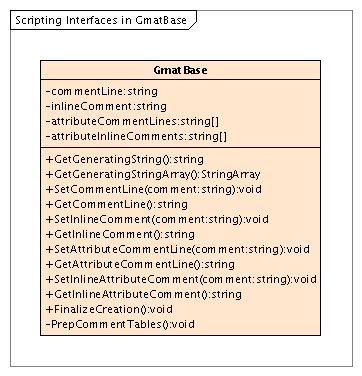 Scripting Interfaces in GmatBase
GmatBase
-commentLine:string
-inlineComment:string
-attributeCommentLines:string[]
-attributeInlineComments:string[]
+GetGeneratingString():string
+GetGeneratingStringArray():StringArray
+SetCommentLine(comment:string):void
+GetCommentLine():string
+SetInlineComment(comment:string):void
+GetInlineComment():string
+SetAttributeCommentLine(comment:string):void
+GetAttributeCommentLine():string
+SetInlineAttributeComment(comment:string):void
+GetInlineAttributeComment():string
+FinalizeCreation():void
-PrepCommentTables():void